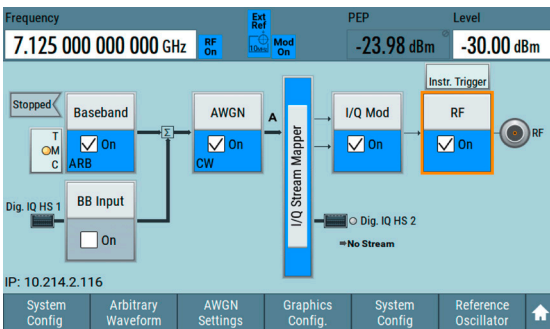 Frequency
Ext
Ref
PEP
Level
7.125 000 000 000 GHz
RF
On
Mod
On
-23.98 dBm
-30.00 dBm
Instr. Trigger
Stopped
Baseband
AWGN
A
I/Q Mod
RF
T
M
C
On
ARB
Σ
On
CW
I/Q Stream Mapper
On
On
RF
Dig. IQ HS 1
BB Input
On
Dig. IQ HS 2
No Stream
IP: 10.214.2.116
System
Config
Arbitrary
Waveform
AWGN
Settings
Graphics
Config.
System
Config
Reference
Oscillator